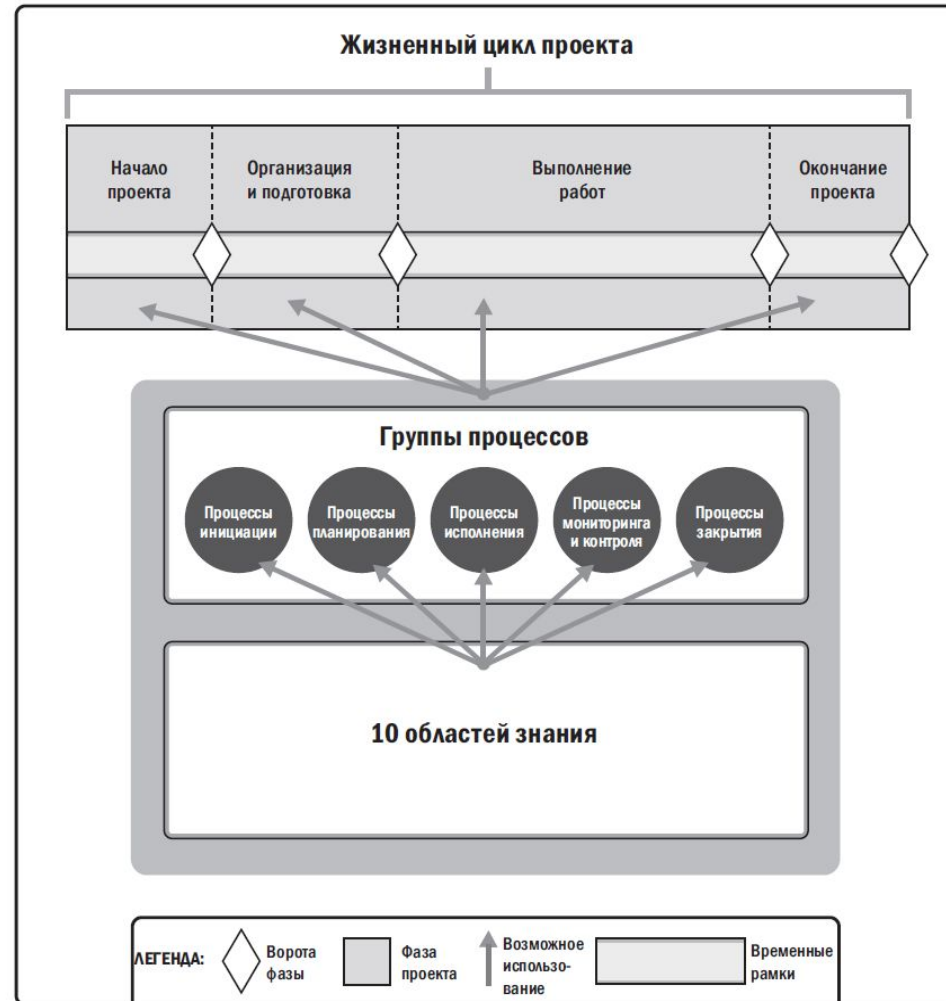 Жизненный цикл проекта
Начало
проекта
Организация
и подготовка
Выполнение
работ
Окончание
проекта
Группы процессов
Процессы
инициации
Процессы
планирования
Процессы
исполнения
Процессы
мониторинга
и контроля
Процессы
закрытия
10 областей знания
ЛЕГЕНДА:
Ворота
фазы
Фаза
проекта
Возможное
использо-
вание
Временные
рамки